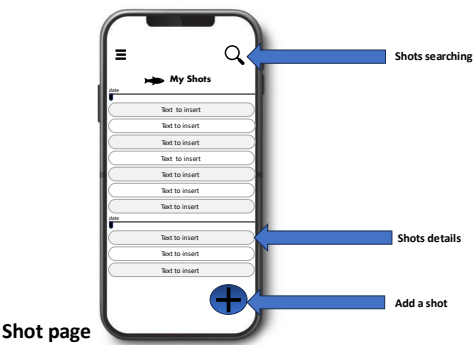 Shots searching
My Shots
date
Text to insert
Text to insert
Text to insert
Text to insert
Text to insert
Text to insert
Text to insert
date
Text to insert
Shots details
Text to insert
Text to insert
Add a shot
Shot page